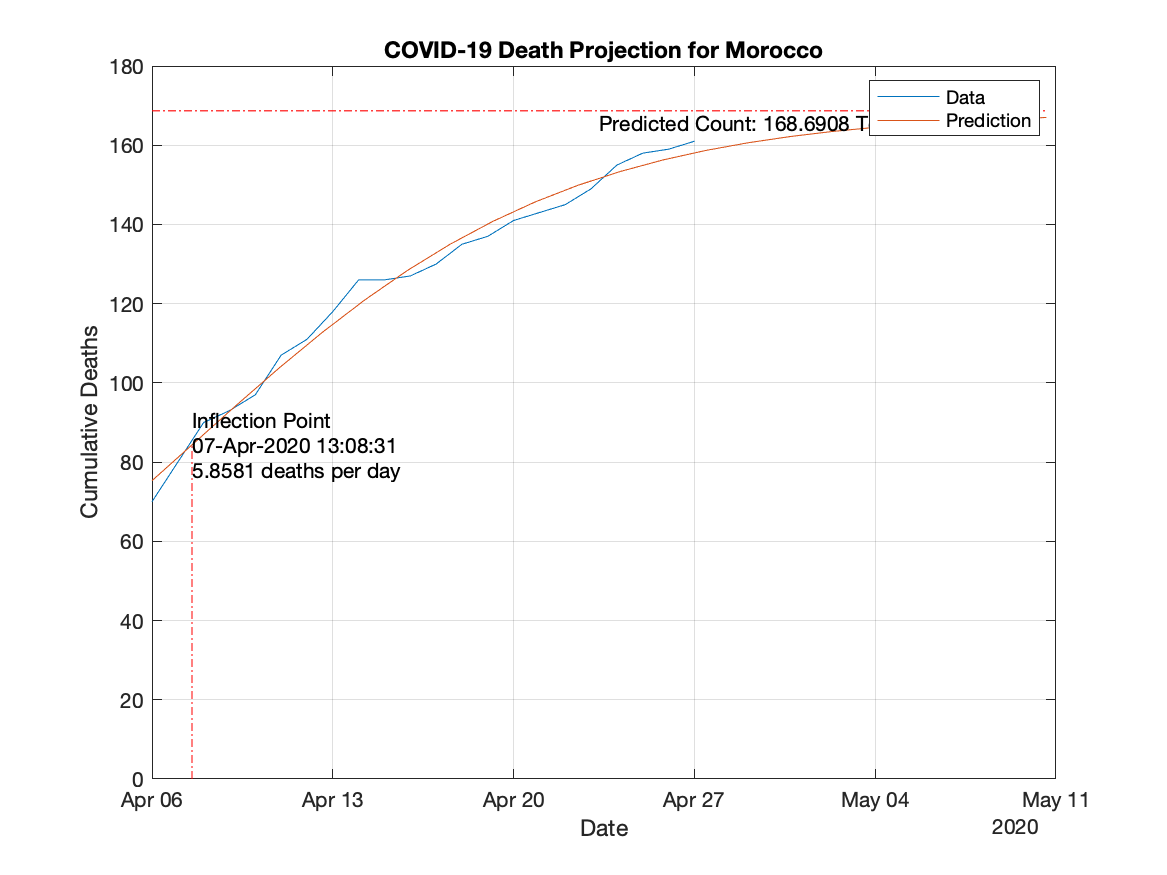 COVID-19 Death Projection for Morocco
180
160
140
120
100
80
60
40
20
0
Cumulative Deaths
Data
Prediction
Predicted Count: 168.6908
Inflection Point
07-Apr-2020 13:08:31
5.8581 deaths per day
Apr 06
Apr 13
Apr 20
Apr 27
May 04
May 11
Date
2020